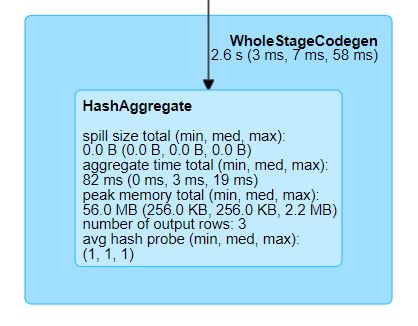 WholeStageCodegen
2.6 s (3 ms, 7 ms, 58 ms)
HashAggregate
spill size total (min, med, max):
0.0 B (0.0 B, 0.0 B, 0.0 B)
aggregate time total (min, med, max):
82 ms (0 ms, 3 ms, 19 ms)
peak memory total (min, med, max):
56.0 MB (256.0 KB, 256.0 KB, 2.2 MB)
number of output rows: 3
avg hash probe (min, med, max):
(1, 1, 1)